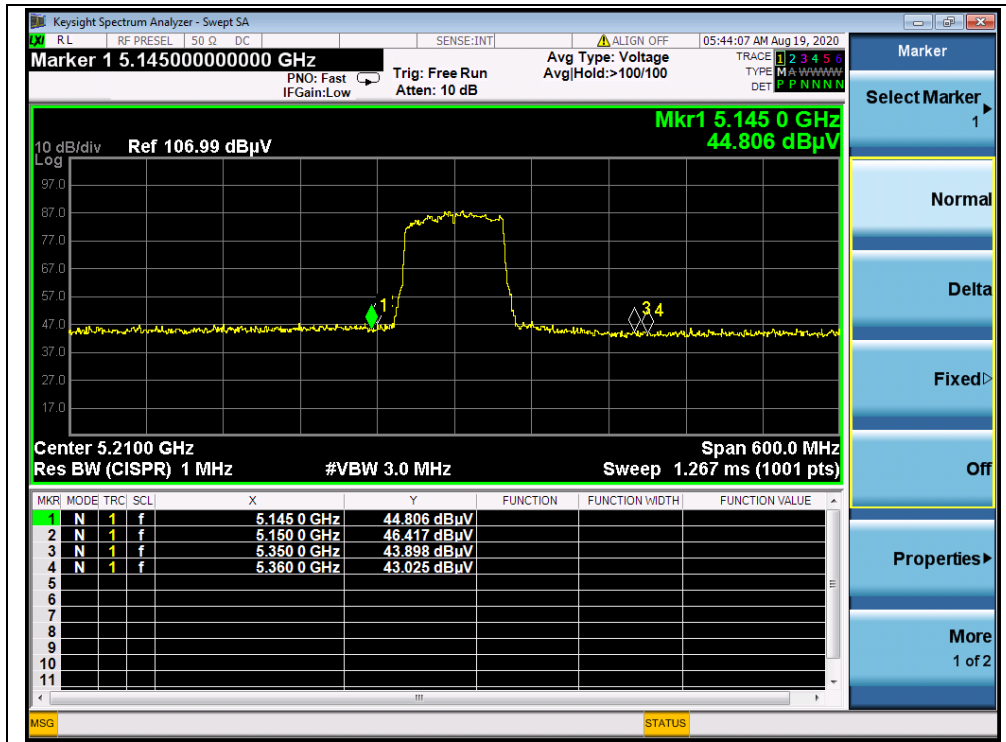 Keysight Spectrum Analyzer - Swept SA
LXI RL RF PRESEL 50 Ω DC SENSE:INT ALIGN OFF 05:44:07 AM Aug 19, 2020
Marker 1 5.145000000000 GHz
Avg Type: Voltage
TRACE 1 2 3 4 5 6
PNO: Fast Trig: Free Run Avg|Hold:>100/100
TYPE M A W W W W
IFGain:Low Atten: 10 dB
DET P P N N N N
Mkr1 5.145 0 GHz
44.806 dBµV
10 dB/div Ref 106.99 dBµV
Log
97.0
87.0
77.0
67.0
57.0
47.0
37.0
27.0
17.0
1
3 4
Center 5.2100 GHz Span 600.0 MHz
Res BW (CISPR) 1 MHz #VBW 3.0 MHz Sweep 1.267 ms (1001 pts)
MKR MODE TRC SCL X Y FUNCTION FUNCTION WIDTH FUNCTION VALUE
1 N 1 f 5.145 0 GHz 44.806 dBµV
2 N 1 f 5.150 0 GHz 46.417 dBµV
3 N 1 f 5.350 0 GHz 43.898 dBµV
4 N 1 f 5.360 0 GHz 43.025 dBµV
5
6
7
8
9
10
11
MSG STATUS
Marker
Select Marker
1
Normal
Delta
Fixed
Off
Properties
More
1 of 2